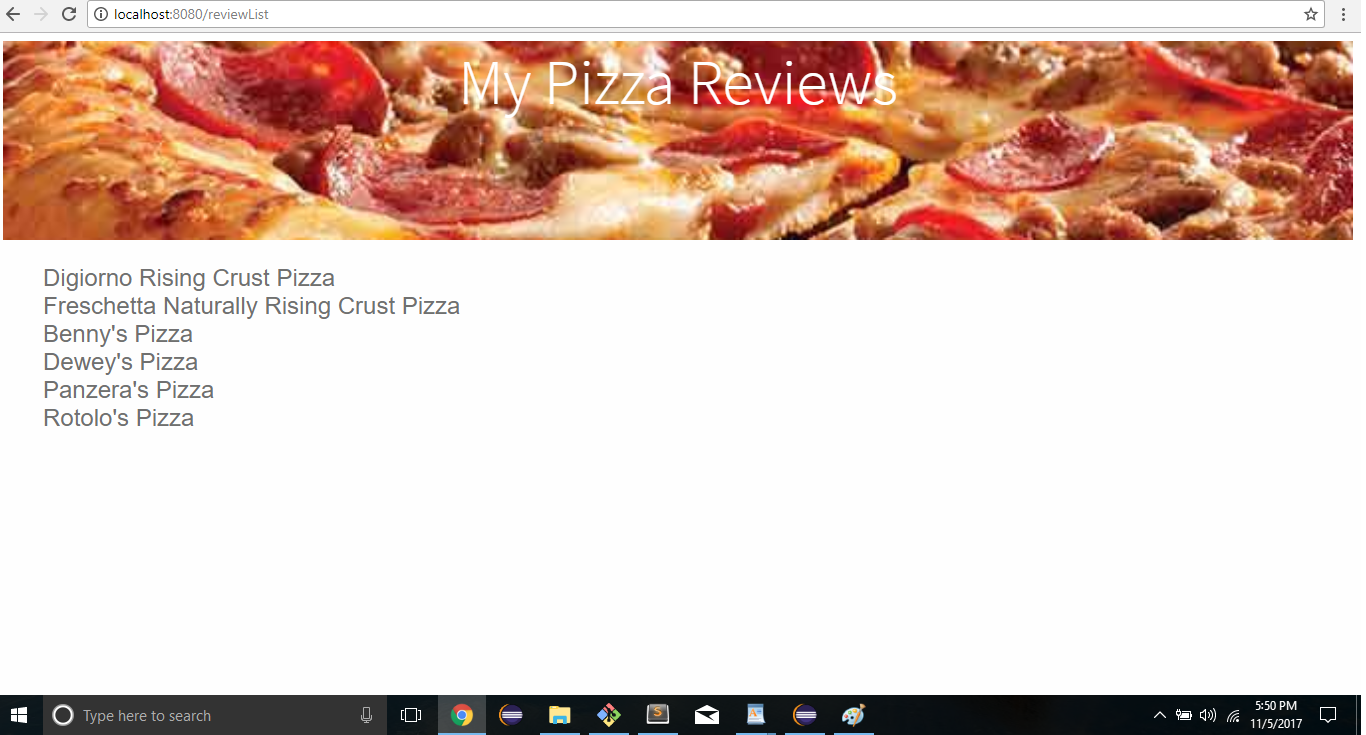 localhost:8080/reviewList
My Pizza Reviews
Digiorno Rising Crust Pizza
Freschetta Naturally Rising Crust Pizza
Benny's Pizza
Dewey's Pizza
Panzera's Pizza
Rotolo's Pizza
Type here to search
5:50 PM
11/5/2017